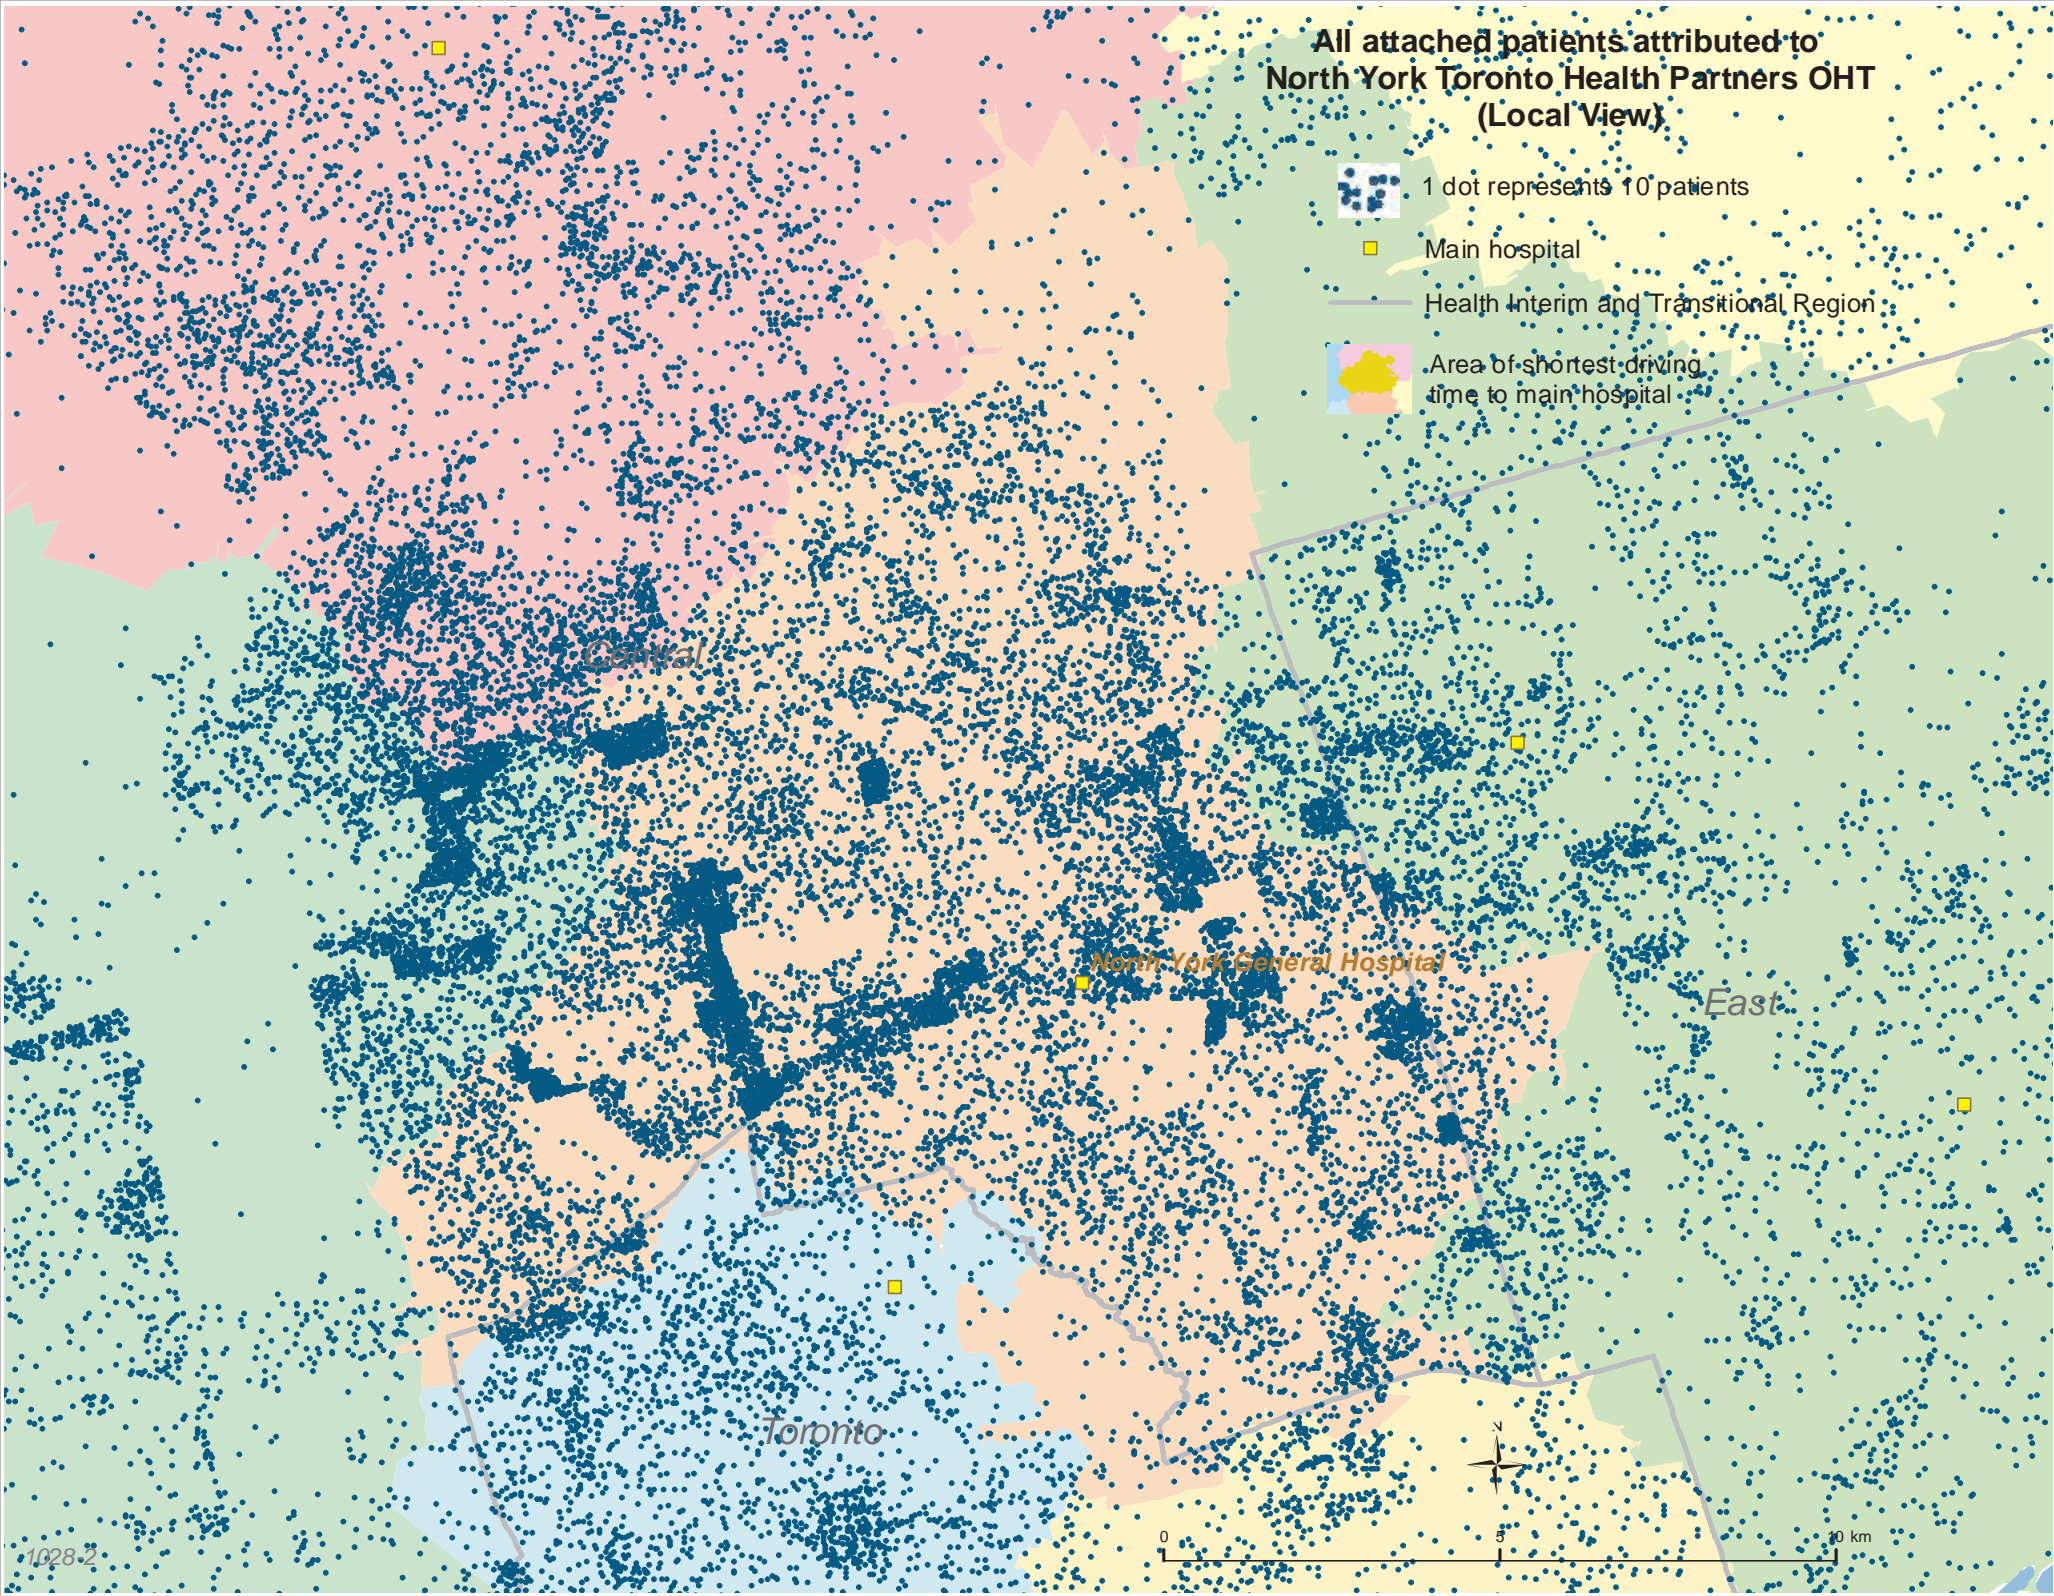 All attached patients attributed to
North York Toronto Health Partners OHT
(Local View)
1 dot represents 10 patients
Main hospital
Health Interim and Transitional Region
Area of shortest driving
time to main hospital
Central
North York General Hospital
East
Toronto
N
0 5 10 km
1028-2